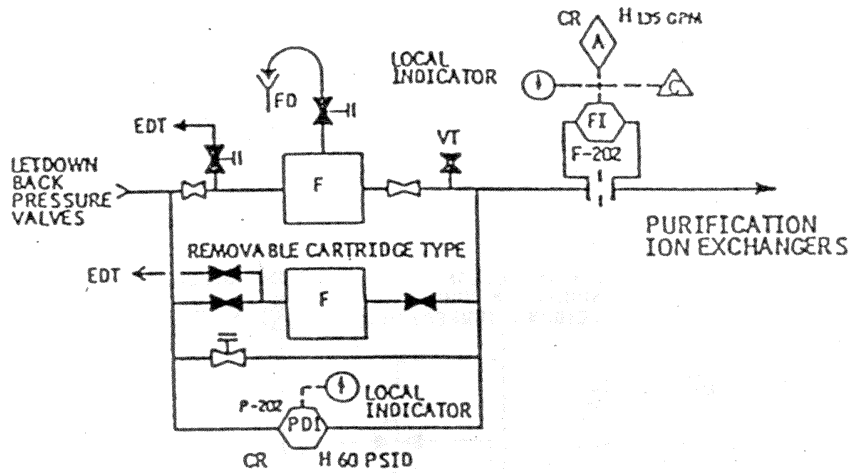 CR
H 135 GPM
A
LOCAL
INDICATOR
C
FD
EDT
FI
VT
F-202
LETDOWN
BACK
PRESSURE
VALVES
F
PURIFICATION
ION EXCHANGERS
REMOVABLE CARTRIDGE TYPE
EDT
F
P-202
LOCAL
INDICATOR
PDI
CR
H 60 PSID